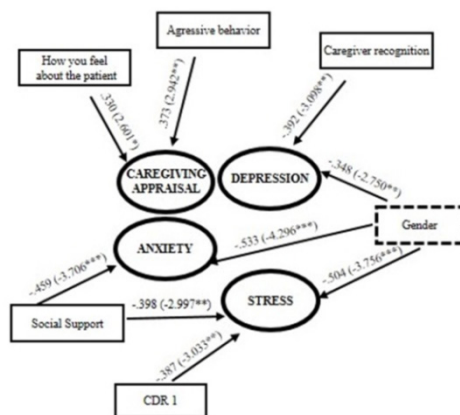 Agressive behavior
How you feel
about the patient
Caregiver recognition
.330 (2.601*)
.373 (2.942**)
-.392 (-3.098**)
CAREGIVING
APPRAISAL
DEPRESSION
-.348 (-2.750**)
Gender
ANXIETY
-.533 (-4.296***)
-.459 (-3.706***)
-.504 (-3.756***)
Social Support
-.398 (-2.997**)
STRESS
-.387 (-3.033**)
CDR 1